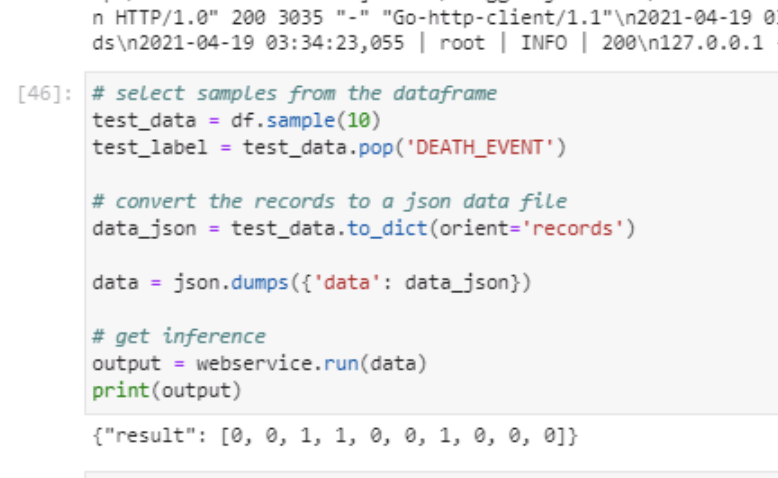 n HTTP/1.0" 200 3035 "-" "Go-http-client/1.1"\n2021-04-19 0
ds\n2021-04-19 03:34:23,055 | root | INFO | 200\n127.0.0.1
[46]: # select samples from the dataframe
test_data = df.sample(10)
test_label = test_data.pop('DEATH_EVENT')
# convert the records to a json data file
data_json = test_data.to_dict(orient='records')
data = json.dumps({'data': data_json})
# get inference
output = webservice.run(data)
print(output)
{"result": [0, 0, 1, 1, 0, 0, 1, 0, 0, 0]}